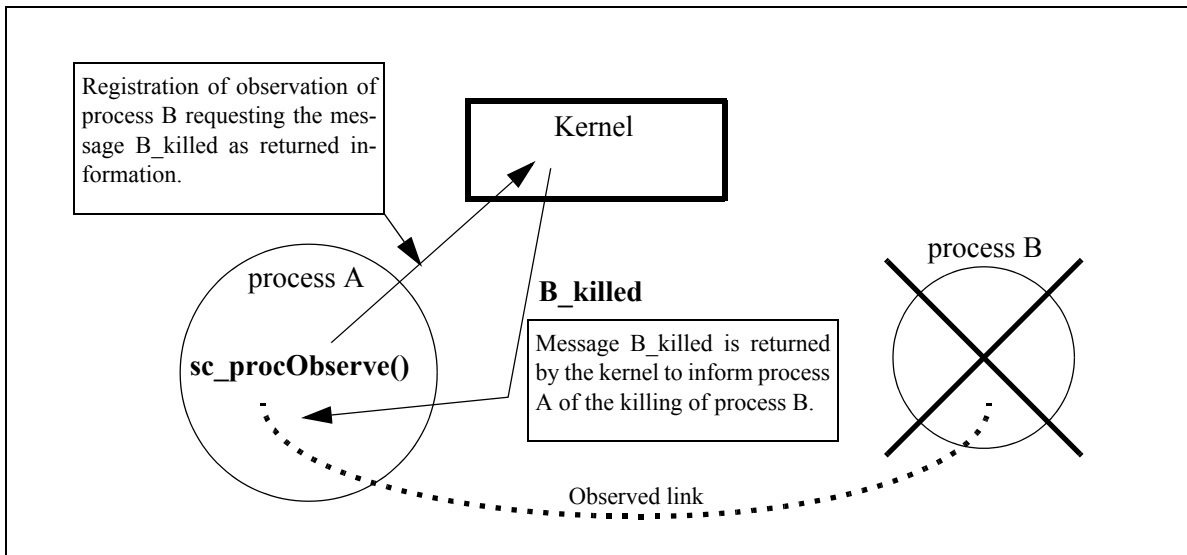 Registration of observation of
process B requesting the mes-
sage B_killed as returned in-
formation.
Kernel
process A
sc_procObserve()
B_killed
Message B_killed is returned
by the kernel to inform process
A of the killing of process B.
process B
Observed link